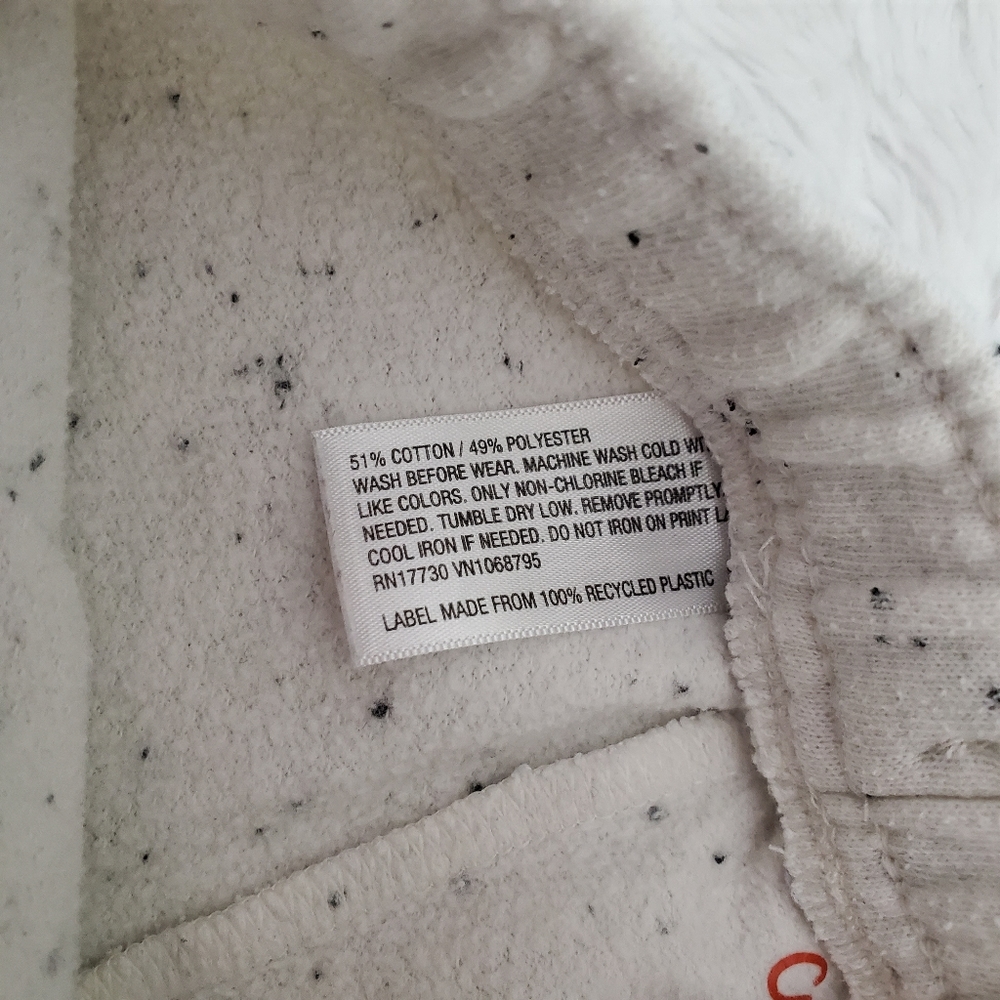 51% COTTON / 49% POLYESTER
WASH BEFORE WEAR. MACHINE WASH COLD
LIKE COLORS. ONLY NON-CHLORINE BLEACH IF
NEEDED. TUMBLE DRY LOW. REMOVE PROMPTLY.
COOL IRON IF NEEDED. DO NOT IRON ON PRINT
RN17730 VN1068795
LABEL MADE FROM 100% RECYCLED PLASTIC